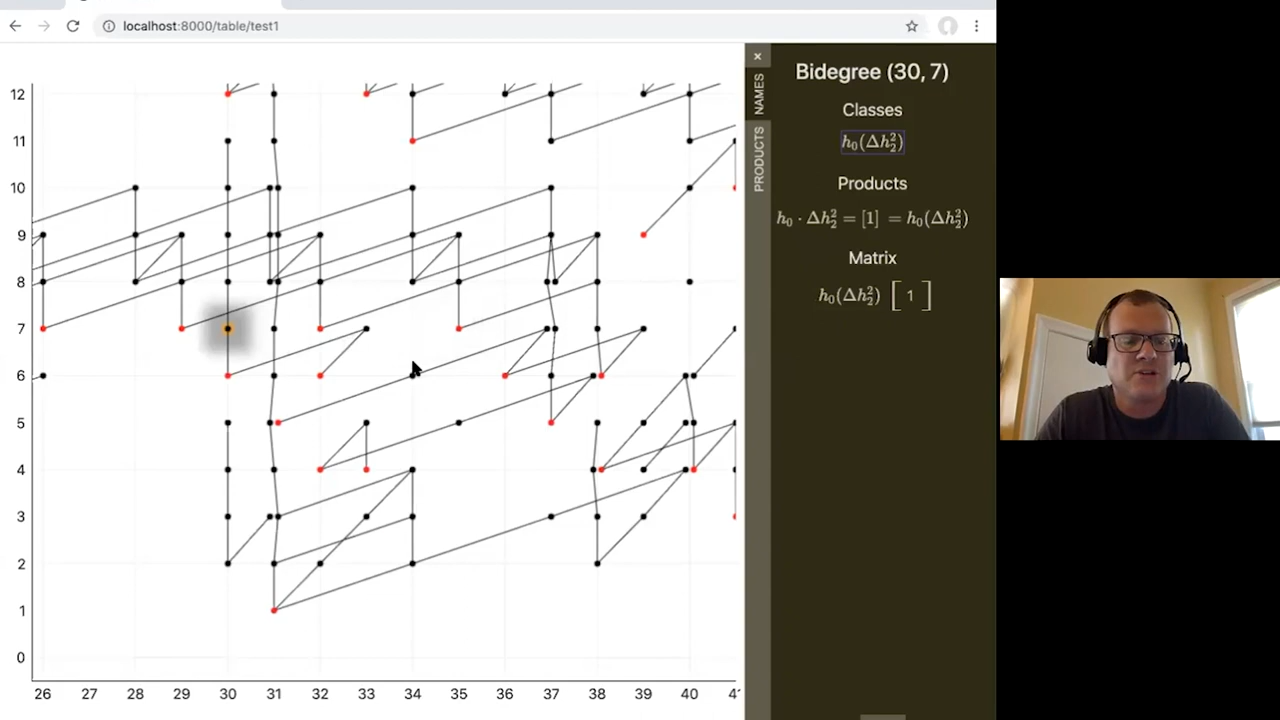 localhost:8000/table/test1
12
11
10
9
8
7
6
5
4
3
2
1
0
26 27 28 29 30 31 32 33 34 35 36 37 38 39 40
×
NAMES
PRODUCTS
Bidegree (30, 7)
Classes
h₀(Δh₂²)
Products
h₀ · Δh₂² = [1] = h₀(Δh₂²)
Matrix
h₀(Δh₂²) [ 1 ]